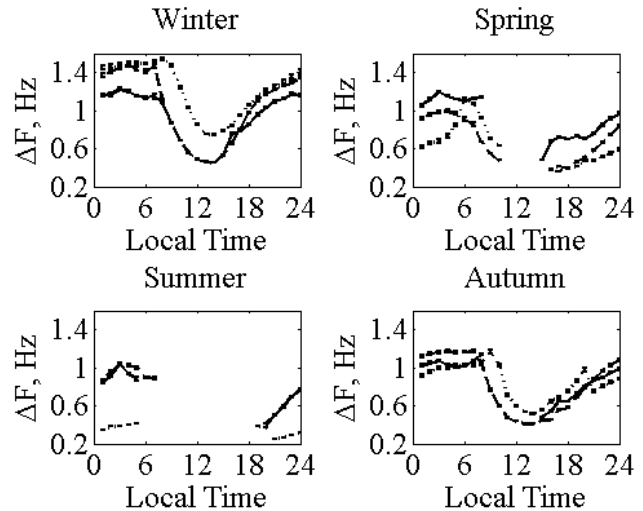 Winter
Spring
ΔF, Hz
1.4
1
0.6
0.2
0 6 12 18 24
Local Time
ΔF, Hz
1.4
1
0.6
0.2
0 6 12 18 24
Local Time
Summer
Autumn
ΔF, Hz
1.4
1
0.6
0.2
0 6 12 18 24
Local Time
ΔF, Hz
1.4
1
0.6
0.2
0 6 12 18 24
Local Time